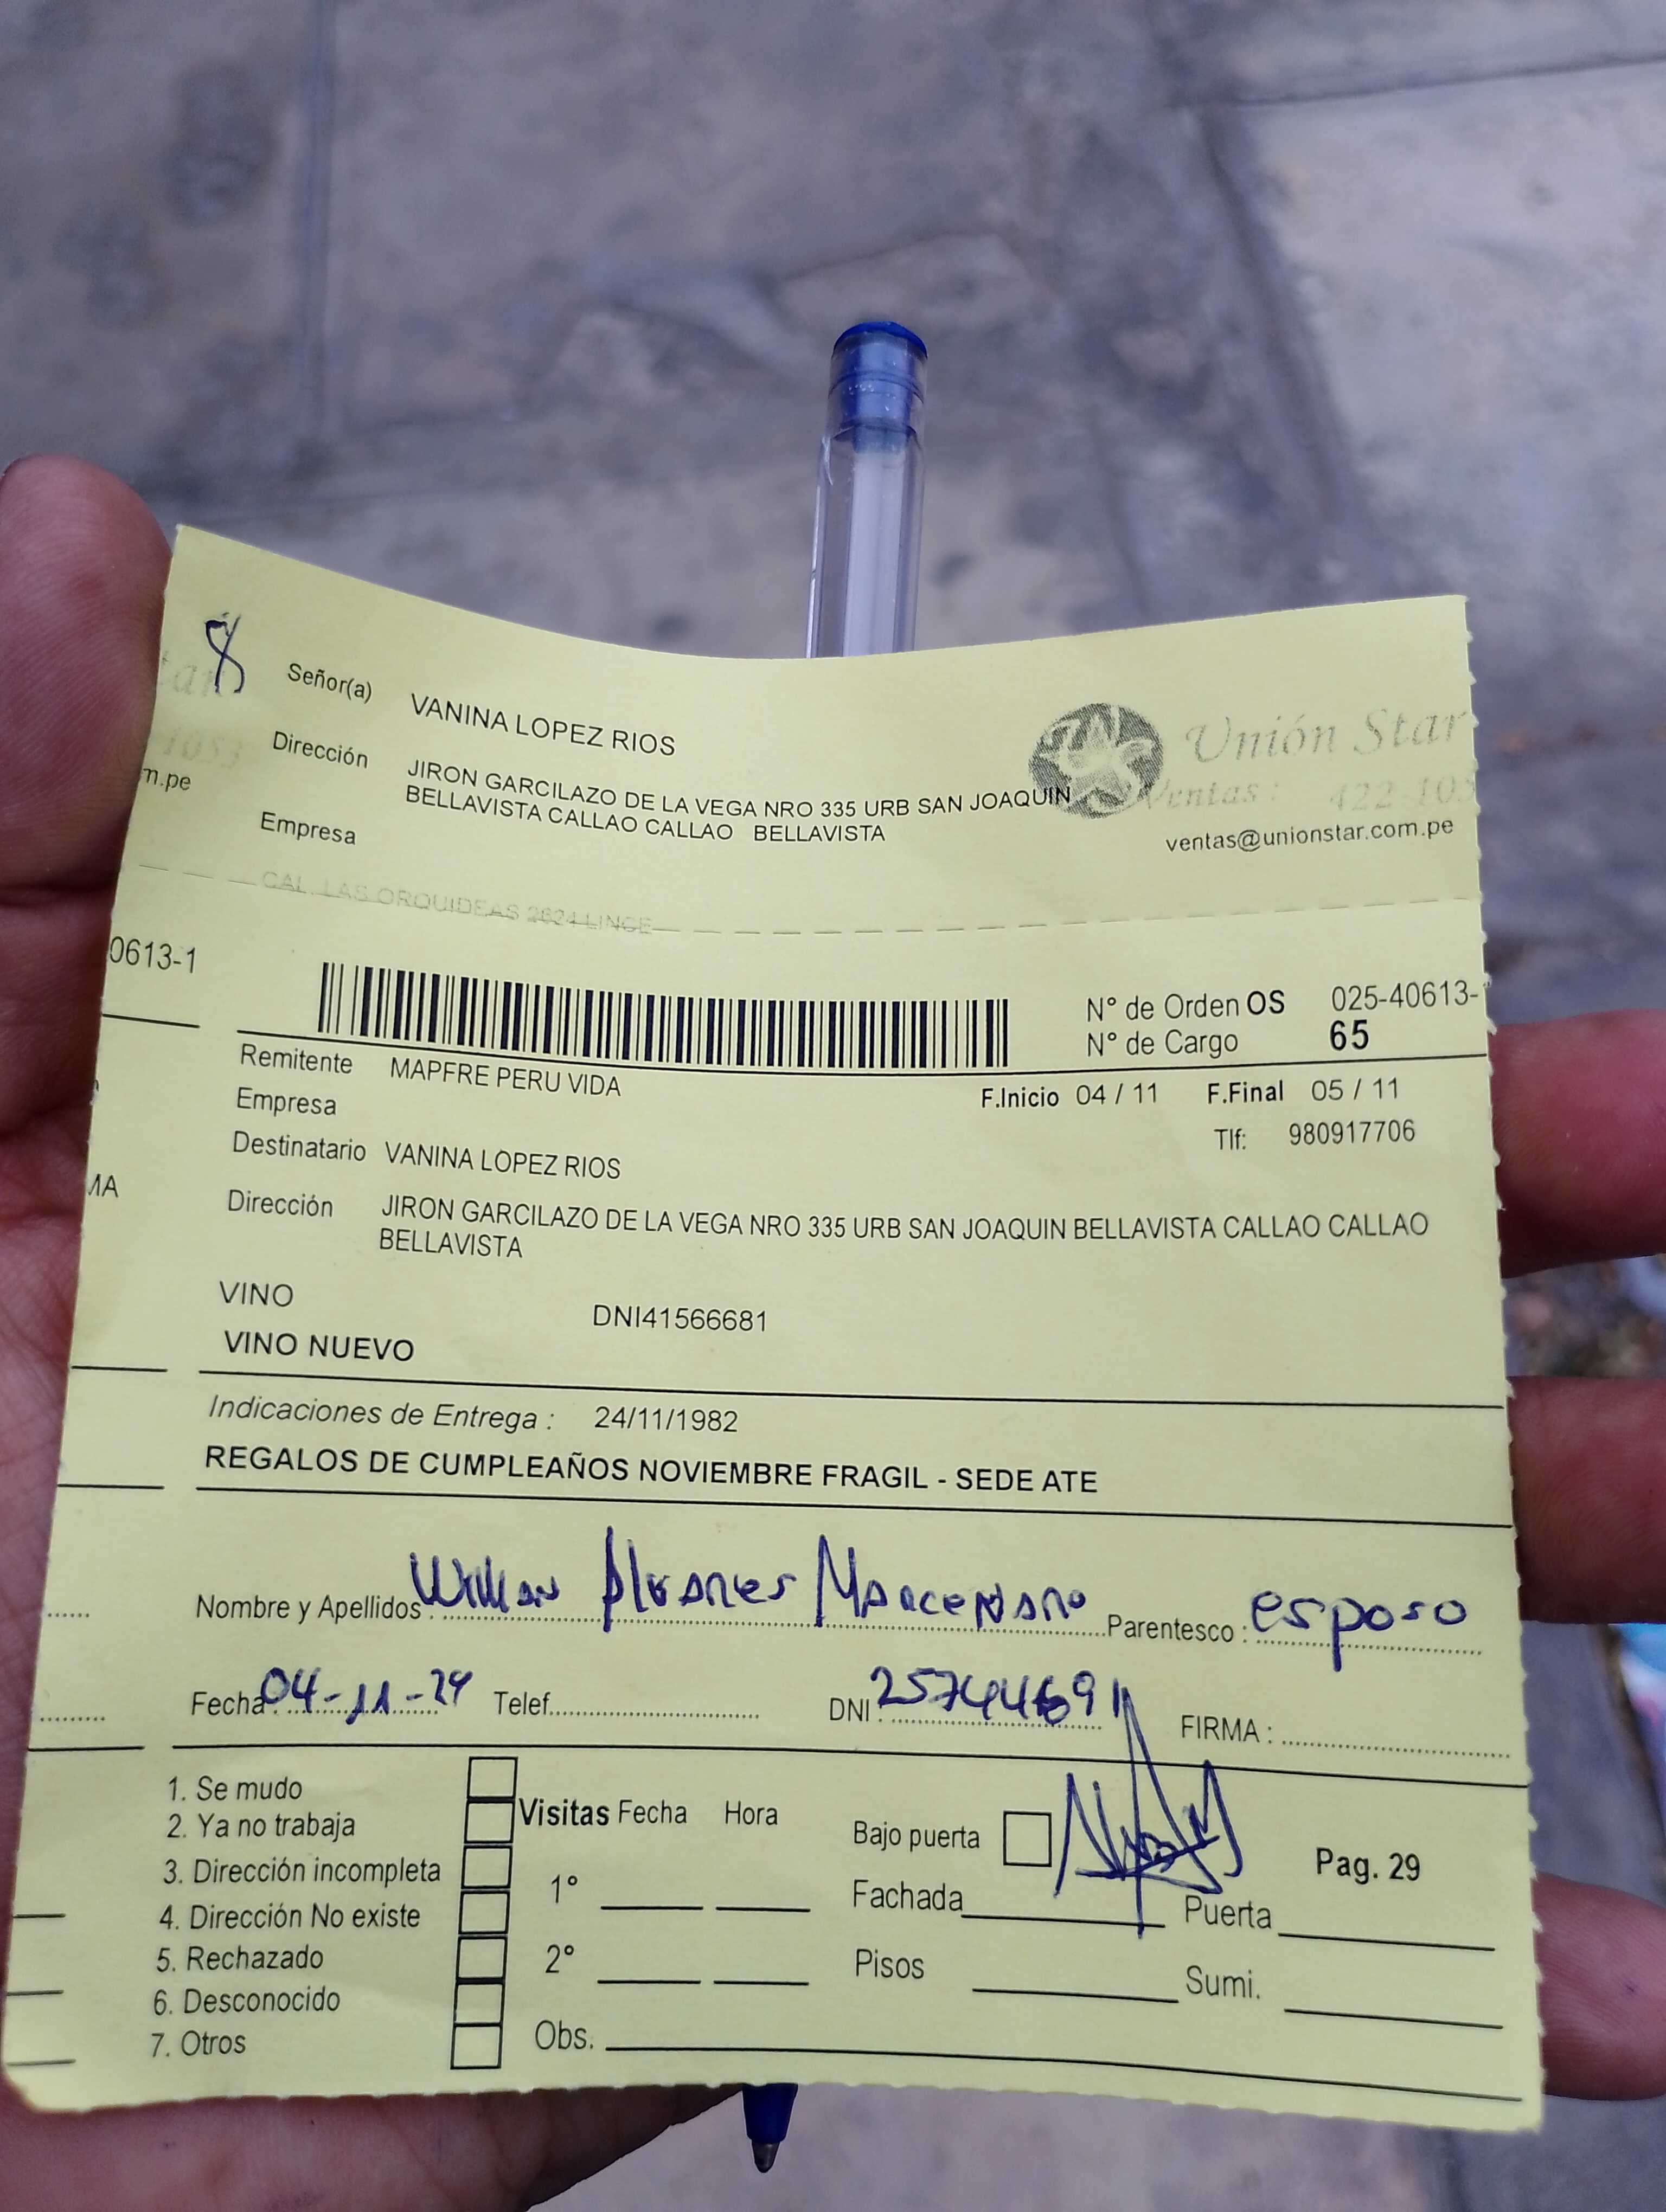 8
Señor(a) VANINA LOPEZ RIOS
Unión Star
Dirección JIRON GARCILAZO DE LA VEGA NRO 335 URB SAN JOAQUIN
BELLAVISTA CALLAO CALLAO BELLAVISTA
Ventas: 422-105
m.pe
ventas@unionstar.com.pe
Empresa
CAL. LAS ORQUIDEAS 2624 LINCE
0613-1
N° de Orden OS 025-40613-
N° de Cargo 65
Remitente MAPFRE PERU VIDA
F.Inicio 04 / 11 F.Final 05 / 11
Empresa
Tlf: 980917706
Destinatario VANINA LOPEZ RIOS
MA
Dirección JIRON GARCILAZO DE LA VEGA NRO 335 URB SAN JOAQUIN BELLAVISTA CALLAO CALLAO
BELLAVISTA
VINO
DNI41566681
VINO NUEVO
Indicaciones de Entrega : 24/11/1982
REGALOS DE CUMPLEAÑOS NOVIEMBRE FRAGIL - SEDE ATE
Nombre y Apellidos : Parentesco : esposo
Fecha: 04-11-24 Telef. DNI : FIRMA :
1. Se mudo
2. Ya no trabaja
3. Dirección incompleta
4. Dirección No existe
5. Rechazado
6. Desconocido
7. Otros
Visitas Fecha Hora
1°
2°
Obs.
Bajo puerta
Pag. 29
Fachada Puerta
Pisos Sumi.